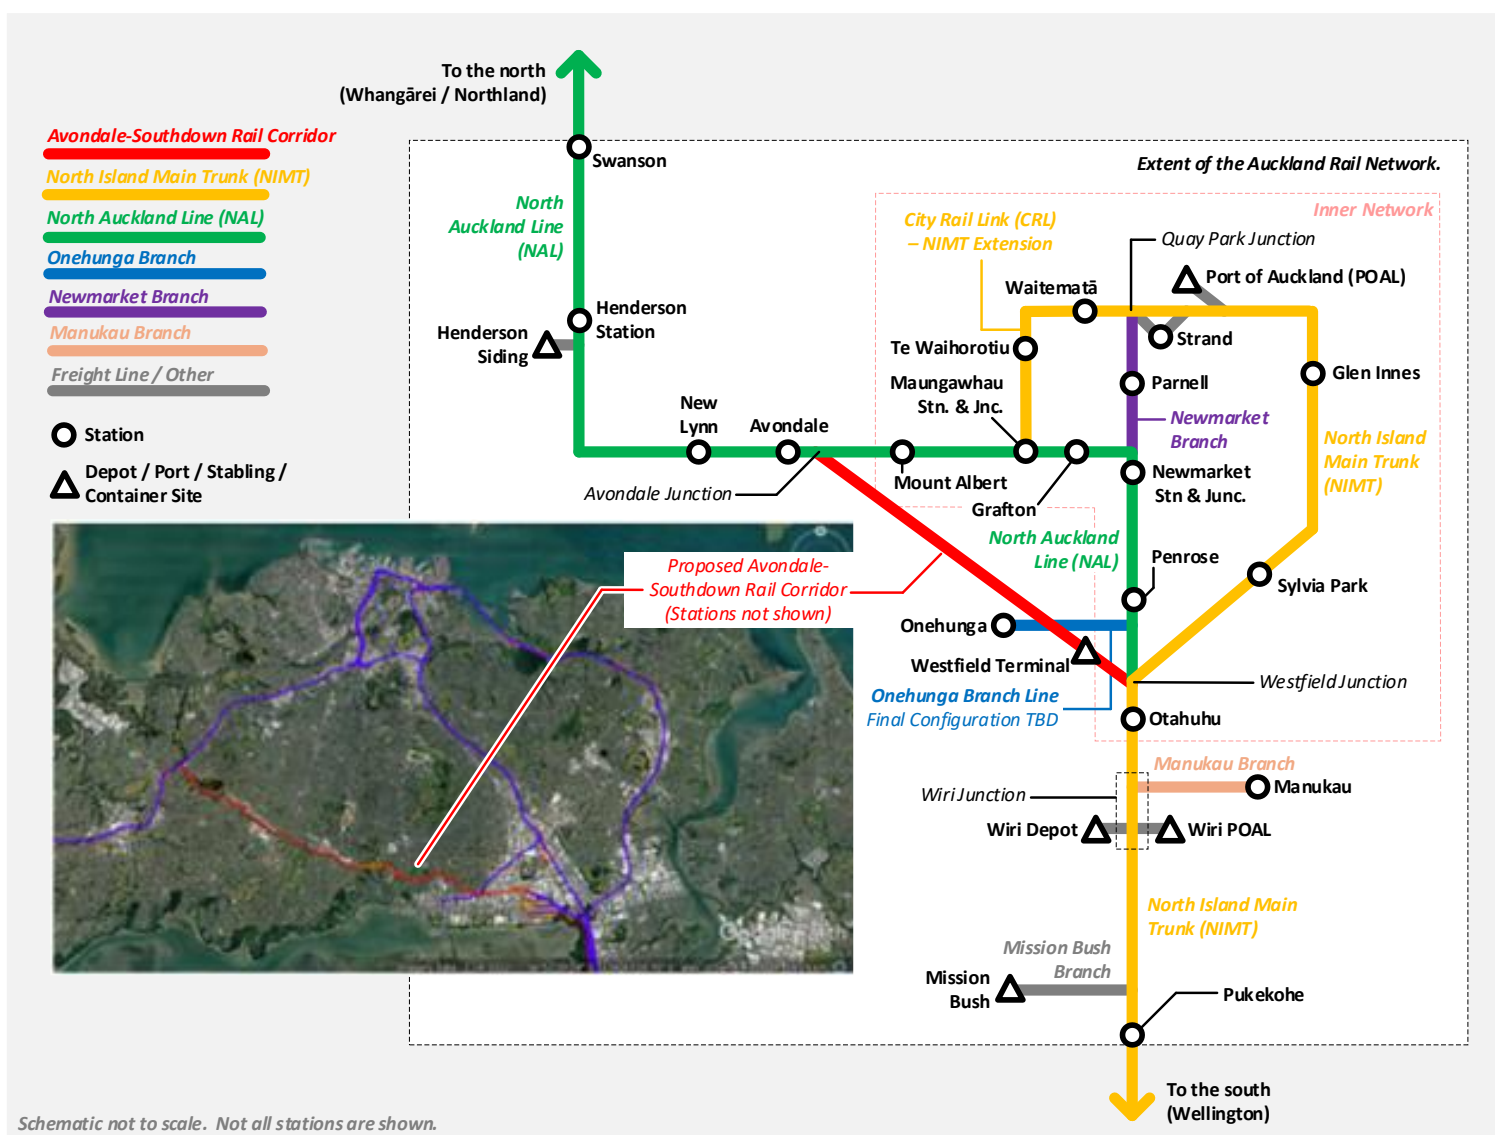 To the north
(Whangārei / Northland)
Avondale-Southdown Rail Corridor
North Island Main Trunk (NIMT)
North Auckland Line (NAL)
Onehunga Branch
Newmarket Branch
Manukau Branch
Freight Line / Other
Station
Depot / Port / Stabling /
Container Site
Extent of the Auckland Rail Network.
Swanson
North
Auckland Line
(NAL)
Inner Network
City Rail Link (CRL)
– NIMT Extension
Quay Park Junction
Port of Auckland (POAL)
Waitematā
Henderson
Station
Henderson
Siding
Strand
Te Waihorotiu
Maungawhau
Stn. & Jnc.
Parnell
Glen Innes
New
Lynn
Avondale
Newmarket
Branch
North Island
Main Trunk
(NIMT)
Avondale Junction
Mount Albert
Grafton
Newmarket
Stn & Junc.
North Auckland
Line (NAL)
Penrose
Proposed Avondale-
Southdown Rail Corridor
(Stations not shown)
Sylvia Park
Onehunga
Westfield Terminal
Westfield Junction
Onehunga Branch Line
Final Configuration TBD
Otahuhu
Manukau Branch
Manukau
Wiri Junction
Wiri Depot
Wiri POAL
North Island Main
Trunk (NIMT)
Mission Bush
Branch
Mission
Bush
Pukekohe
To the south
(Wellington)
Schematic not to scale.  Not all stations are shown.